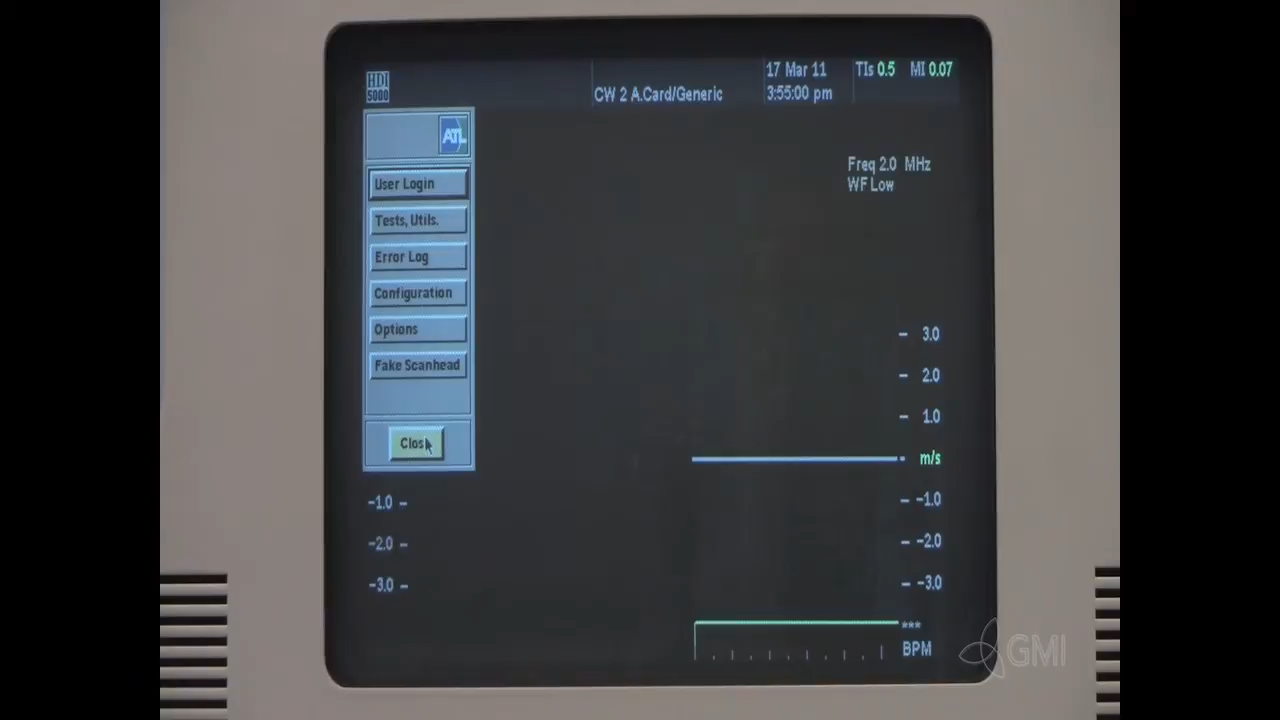 HDI
5000
CW 2 A.Card/Generic
17 Mar 11
3:55:00 pm
TIs 0.5 MI 0.07
ATL
User Login
Tests, Utils.
Error Log
Configuration
Options
Fake Scanhead
Clos
Freq 2.0 MHz
WF Low
3.0
2.0
1.0
m/s
-1.0
-2.0
-3.0
-1.0
-2.0
-3.0
***
BPM
GMI